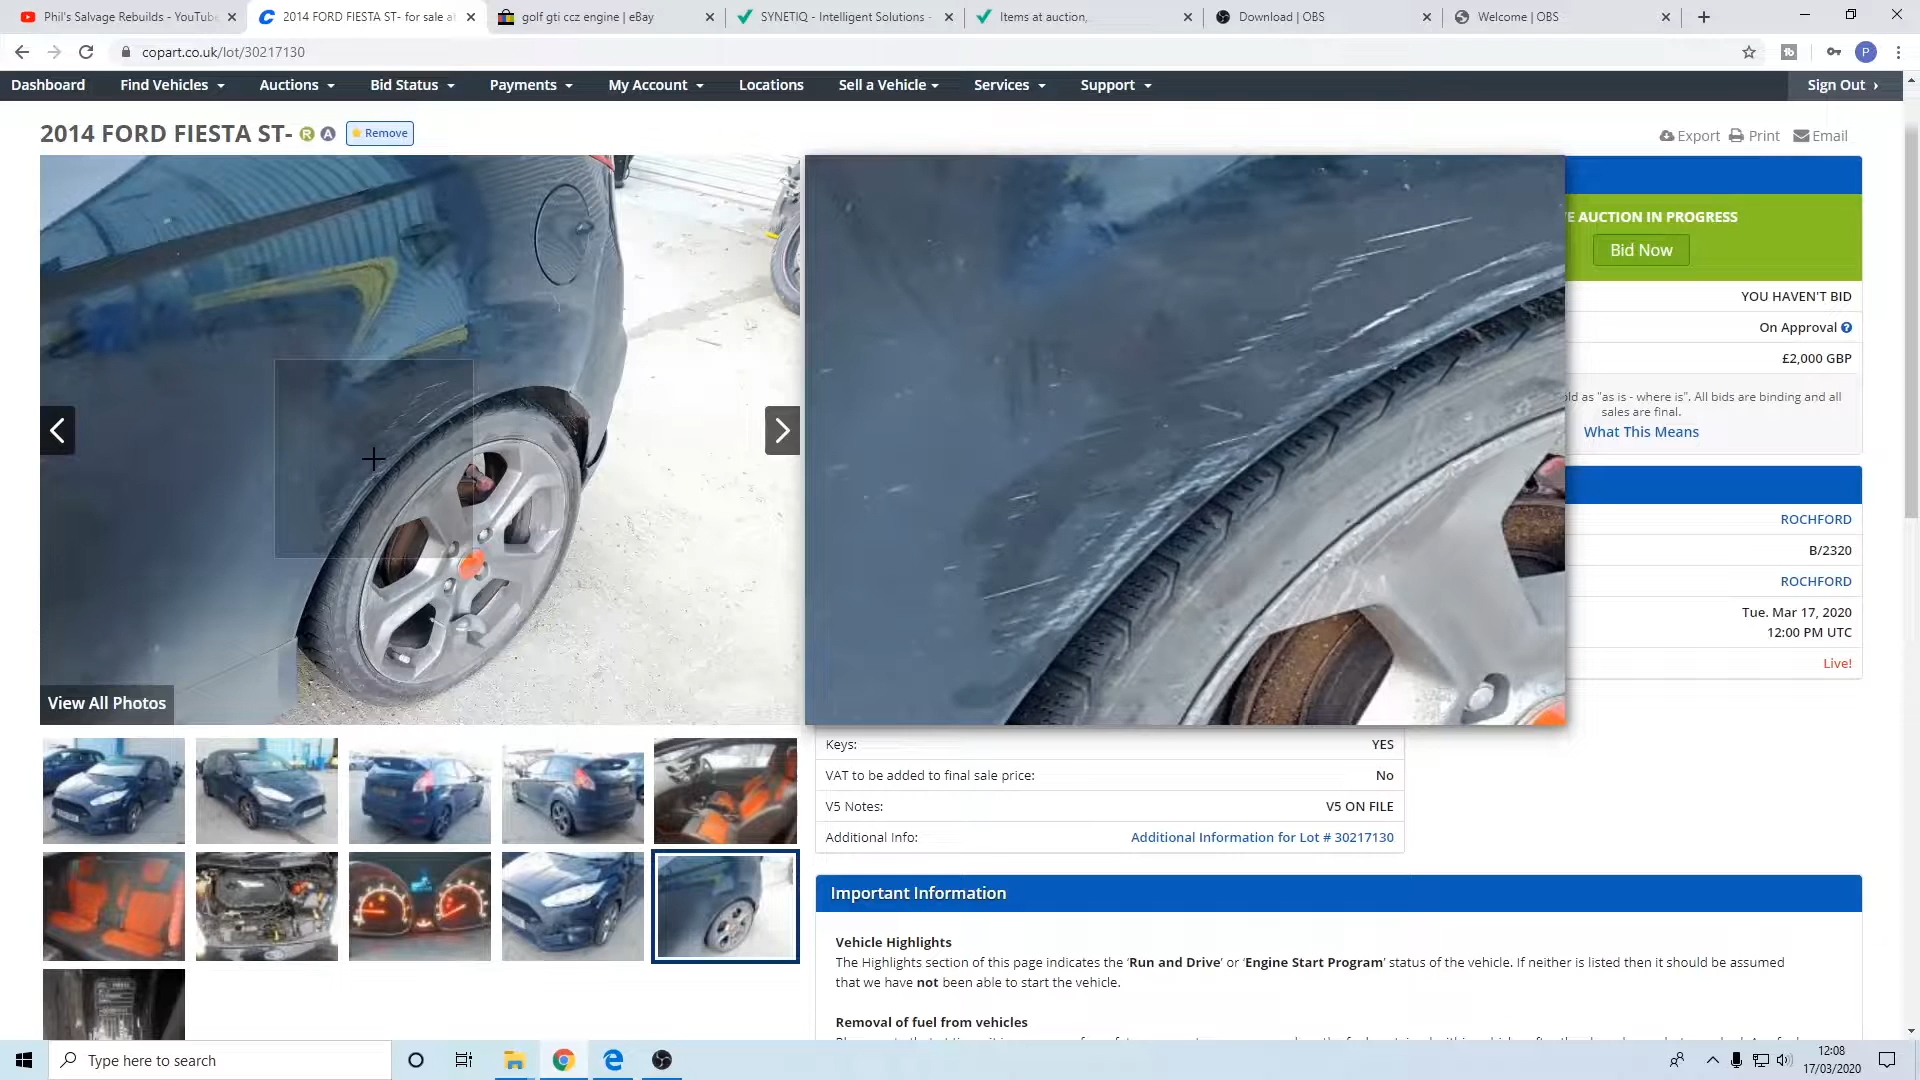 Phil's Salvage Rebuilds - YouTube
2014 FORD FIESTA ST- for sale at
golf gti ccz engine | eBay
SYNETIQ - Intelligent Solutions -
Items at auction,
Download | OBS
Welcome | OBS
copart.co.uk/lot/30217130
P
Dashboard
Find Vehicles
Auctions
Bid Status
Payments
My Account
Locations
Sell a Vehicle
Services
Support
Sign Out
2014 FORD FIESTA ST- R A Remove
Export Print Email
E AUCTION IN PROGRESS
Bid Now
YOU HAVEN'T BID
On Approval
£2,000 GBP
ld as "as is - where is". All bids are binding and all
sales are final.
What This Means
ROCHFORD
B/2320
ROCHFORD
Tue. Mar 17, 2020
12:00 PM UTC
Live!
View All Photos
Keys: YES
VAT to be added to final sale price: No
V5 Notes: V5 ON FILE
Additional Info: Additional Information for Lot # 30217130
Important Information
Vehicle Highlights
The Highlights section of this page indicates the 'Run and Drive' or 'Engine Start Program' status of the vehicle. If neither is listed then it should be assumed
that we have not been able to start the vehicle.
Removal of fuel from vehicles
Type here to search
12:08
17/03/2020